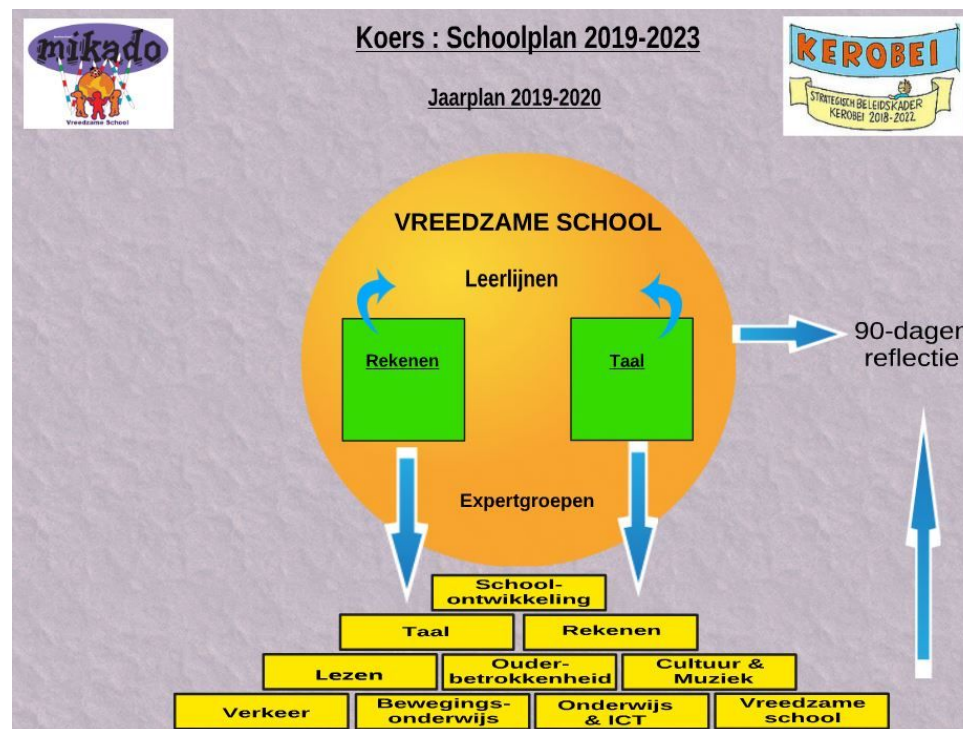 mikado
Vreedzame School
Koers : Schoolplan 2019-2023
Jaarplan 2019-2020
KEROBEI
STRATEGISCH BELEIDSKADER
KEROBEI 2018-2022
VREEDZAME SCHOOL
Leerlijnen
Rekenen
Taal
90-dagen
reflectie
Expertgroepen
School-
ontwikkeling
Taal
Rekenen
Lezen
Ouder-
betrokkenheid
Cultuur &
Muziek
Verkeer
Bewegings-
onderwijs
Onderwijs
& ICT
Vreedzame
school